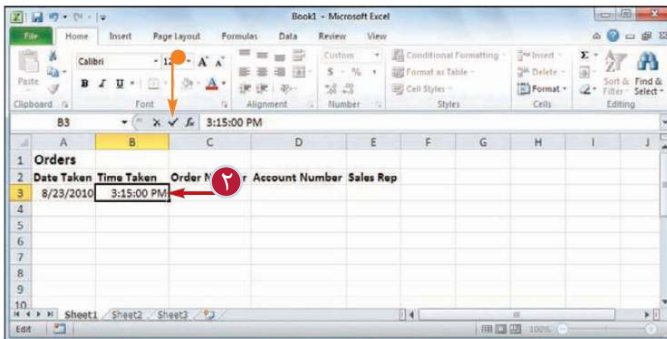 Book1 - Microsoft Excel
File Home Insert Page Layout Formulas Data Review View
Calibri 12 A A Custom Conditional Formatting Insert Σ
Paste B I U A $ % , Format as Table Delete Sort & Find &
Cell Styles Format Filter Select
Clipboard Font Alignment Number Styles Cells Editing
B3 fx 3:15:00 PM
A B C D E F G H I J
1 Orders
2 Date Taken Time Taken Order Account Number Sales Rep
3 8/23/2010 3:15:00 PM ۲
4
5
6
7
8
9
10
Sheet1 Sheet2 Sheet3
Edit 100%